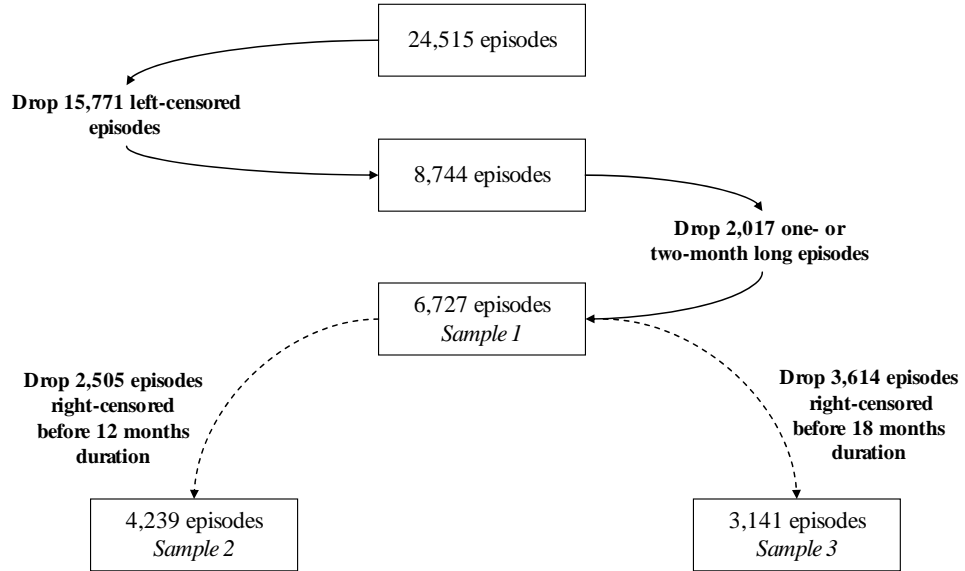 24,515 episodes
Drop 15,771 left-censored
episodes
8,744 episodes
Drop 2,017 one- or
two-month long episodes
6,727 episodes
Sample 1
Drop 2,505 episodes
right-censored
before 12 months
duration
Drop 3,614 episodes
right-censored
before 18 months
duration
4,239 episodes
Sample 2
3,141 episodes
Sample 3